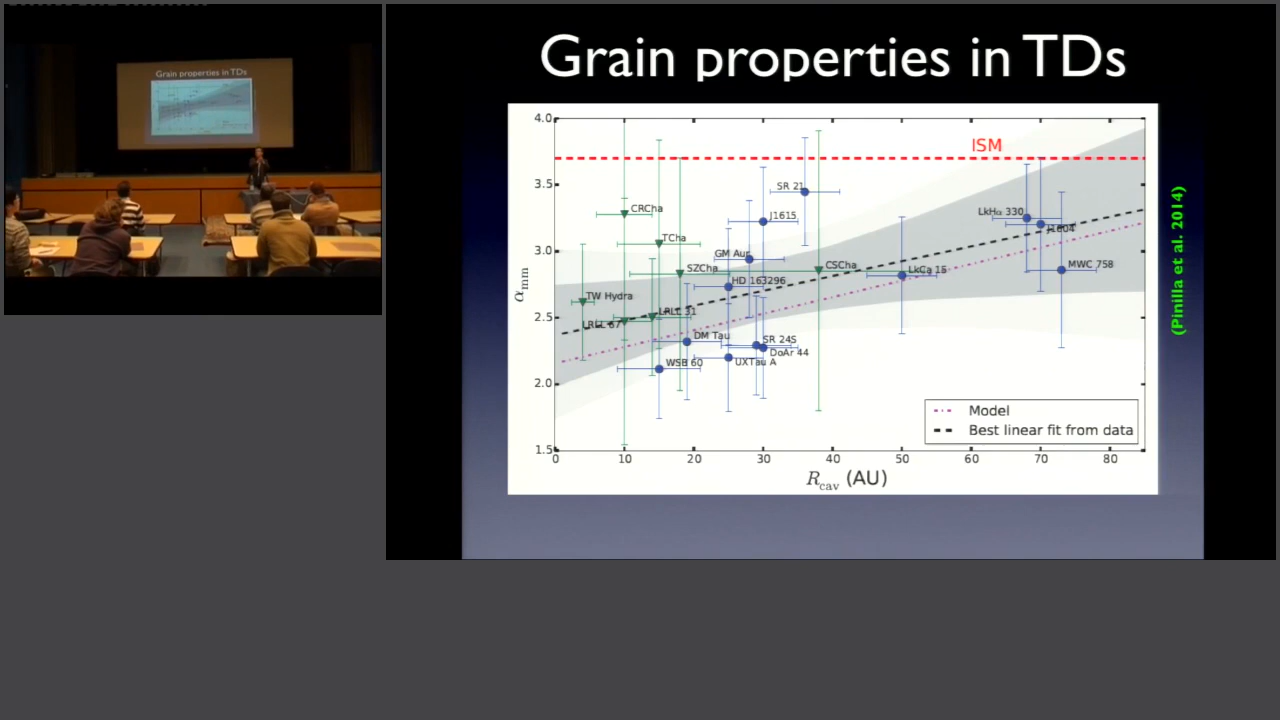 Grain properties in TDs
Grain properties in TDs
4.0
3.5
3.0
2.5
2.0
1.5
αmm
ISM
SR 21
CRCha
J1615
LkHα 330
J1604
TCha
GM Aur
SZCha
CSCha
LkCa 15
MWC 758
HD 163296
TW Hydra
LRLL 31
LRLL 67
DM Tau
SR 24S
DoAr 44
WSB 60
UXTau A
Model
Best linear fit from data
0 10 20 30 40 50 60 70 80
Rcav (AU)
(Pinilla et al. 2014)